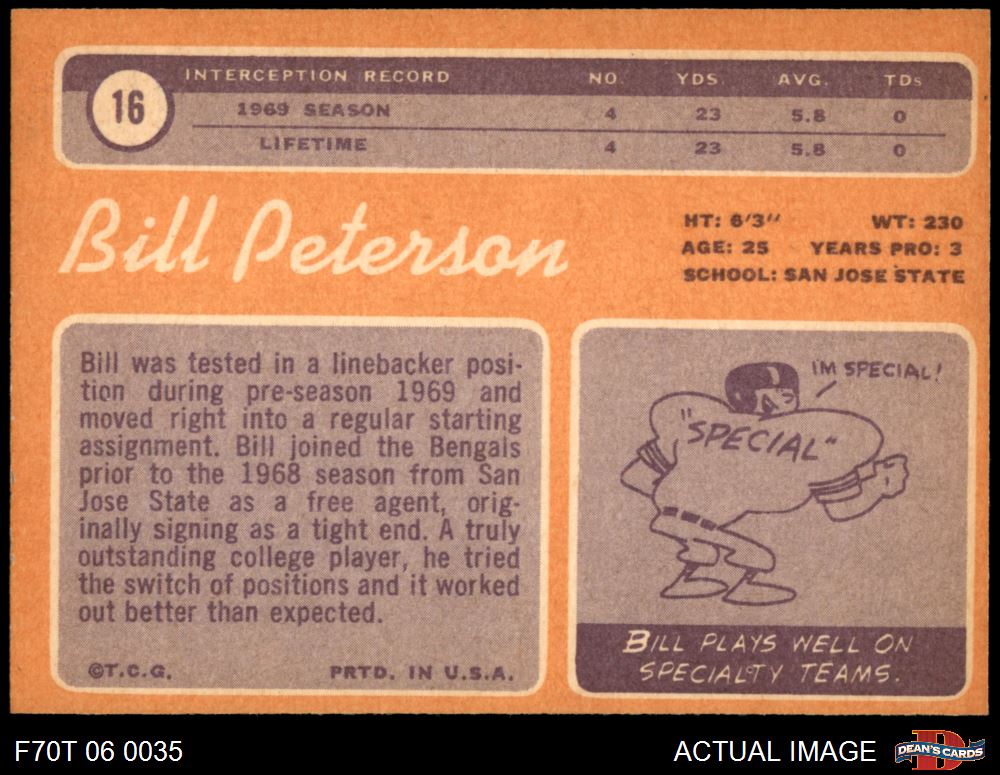 16
INTERCEPTION RECORD NO. YDS. AVG. TDs
1969 SEASON 4 23 5.8 0
LIFETIME 4 23 5.8 0
Bill Peterson
HT: 6'3" WT: 230
AGE: 25 YEARS PRO: 3
SCHOOL: SAN JOSE STATE
Bill was tested in a linebacker posi-
tion during pre-season 1969 and
moved right into a regular starting
assignment. Bill joined the Bengals
prior to the 1968 season from San
Jose State as a free agent, orig-
inally signing as a tight end. A truly
outstanding college player, he tried
the switch of positions and it worked
out better than expected.
©T.C.G. PRTD. IN U.S.A.
I'M SPECIAL!
"SPECIAL"
BILL PLAYS WELL ON
SPECIALTY TEAMS.
F70T 06 0035 ACTUAL IMAGE DEAN'S CARDS